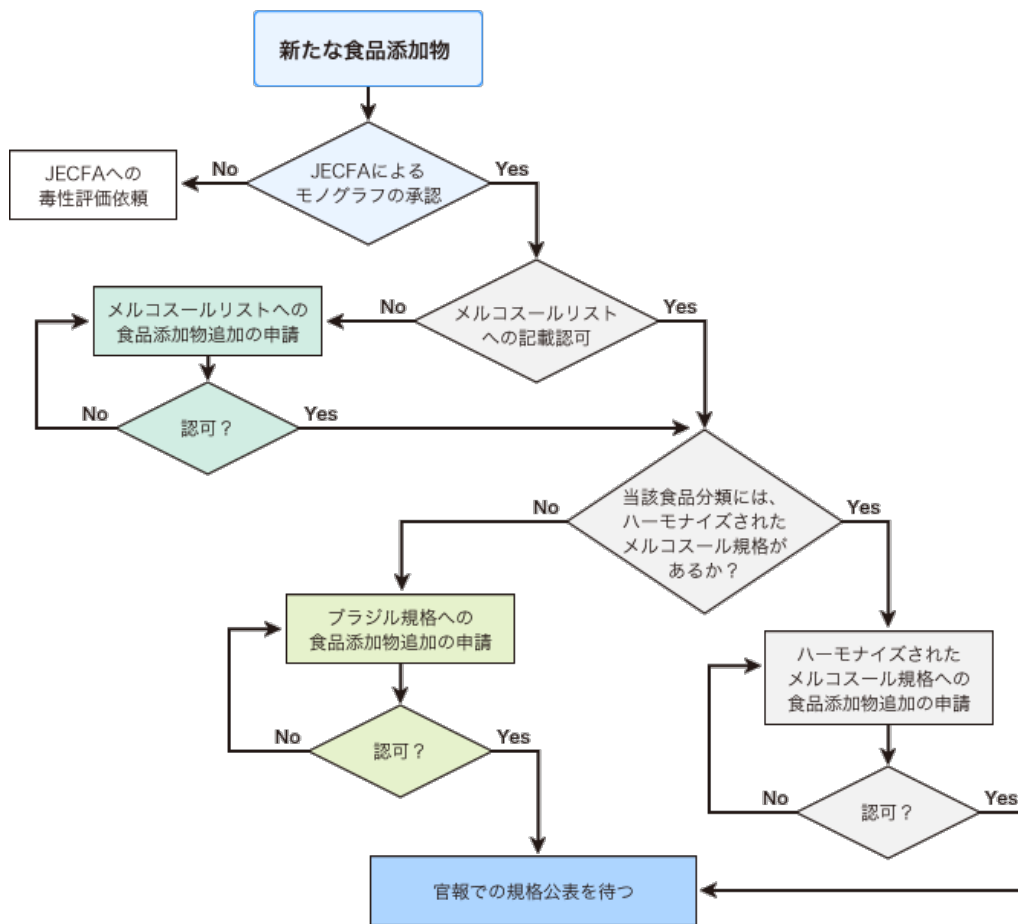 新たな食品添加物
JECFAによる
モノグラフの承認
No
Yes
JECFAへの
毒性評価依頼
メルコスールリスト
への記載認可
No
Yes
メルコスールリストへの
食品添加物追加の申請
認可？
No
Yes
当該食品分類には、
ハーモナイズされた
メルコスール規格が
あるか？
No
Yes
ブラジル規格への
食品添加物追加の申請
ハーモナイズされた
メルコスール規格への
食品添加物追加の申請
認可？
No
Yes
認可？
No
Yes
官報での規格公表を待つ